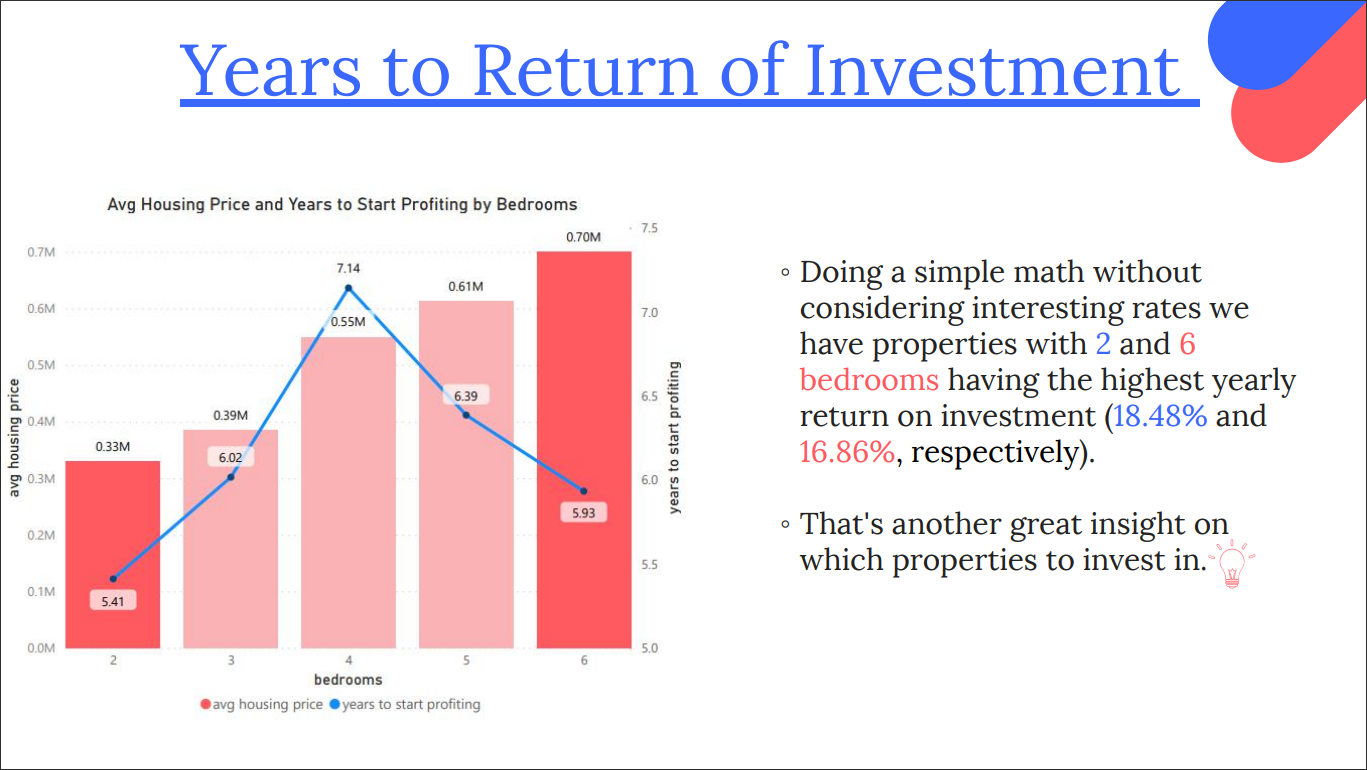 Years to Return of Investment
Avg Housing Price and Years to Start Profiting by Bedrooms
avg housing price
0.7M
0.6M
0.5M
0.4M
0.3M
0.2M
0.1M
0.0M
0.33M
0.39M
0.55M
0.61M
0.70M
5.41
6.02
7.14
6.39
5.93
7.5
7.0
6.5
6.0
5.5
5.0
years to start profiting
2 3 4 5 6
bedrooms
avg housing price years to start profiting
◦ Doing a simple math without
considering interesting rates we
have properties with 2 and 6
bedrooms having the highest yearly
return on investment (18.48% and
16.86%, respectively).
◦ That's another great insight on
which properties to invest in.